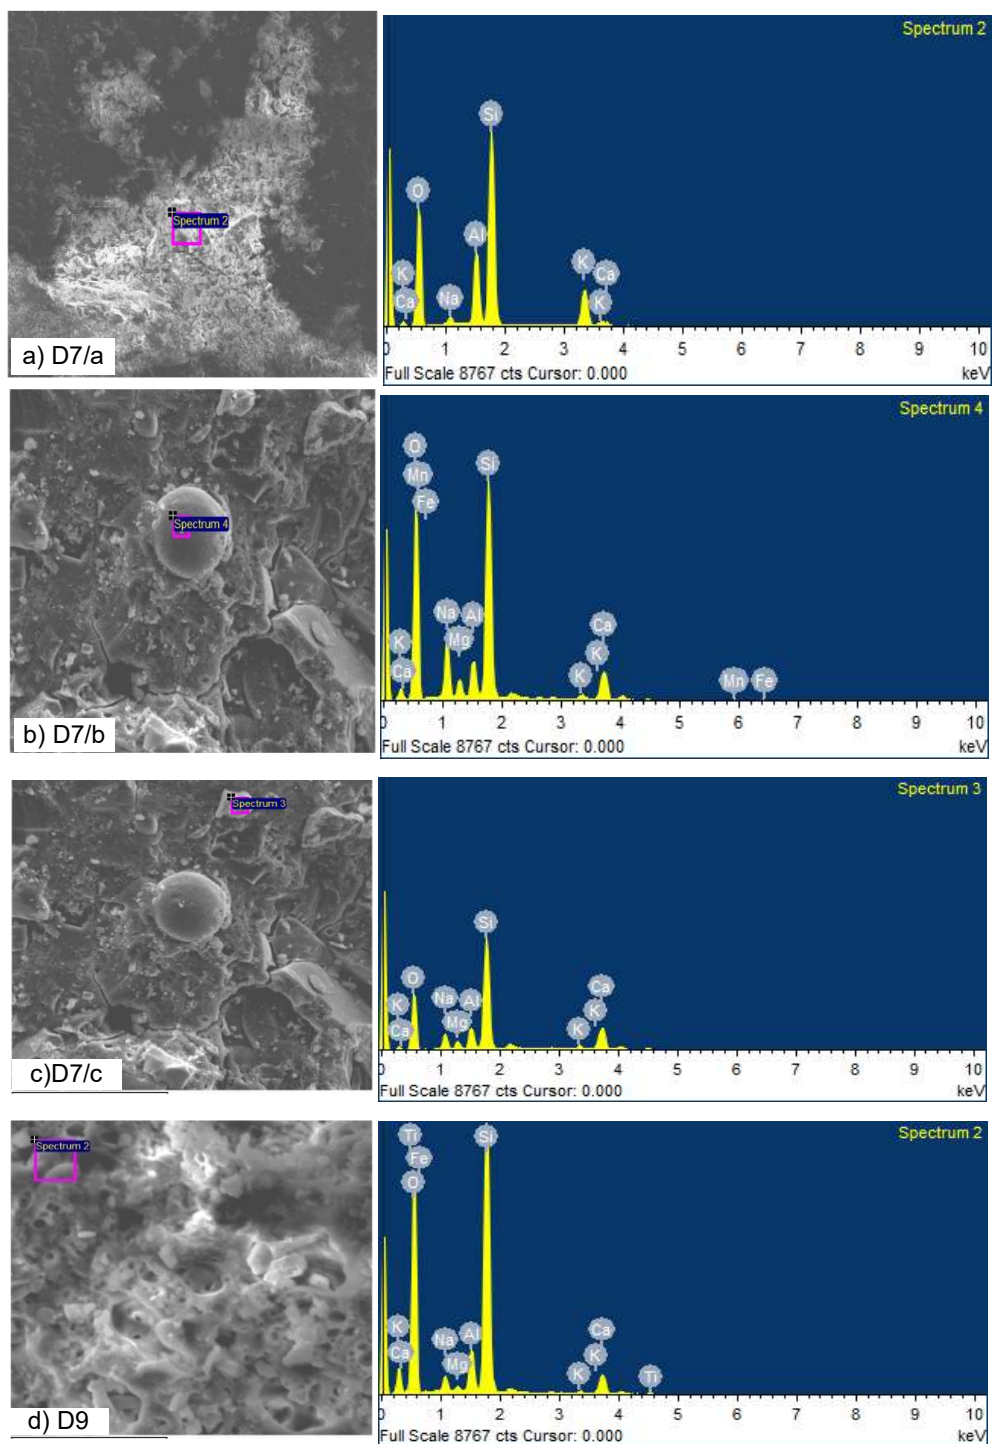 Spectrum 2
Spectrum 2
Si
O
Al
K
K
Ca
Ca
Na
K
0 1 2 3 4 5 6 7 8 9 10
Full Scale 8767 cts Cursor: 0.000 keV
a) D7/a
Spectrum 4
Spectrum 4
O
Si
Mn
Fe
Na
Al
Ca
K
Mg
K
Ca
K
Mn
Fe
0 1 2 3 4 5 6 7 8 9 10
Full Scale 8767 cts Cursor: 0.000 keV
b) D7/b
Spectrum 3
Spectrum 3
Si
O
Ca
Na
Al
K
K
Mg
Ca
K
0 1 2 3 4 5 6 7 8 9 10
Full Scale 8767 cts Cursor: 0.000 keV
c)D7/c
Spectrum 2
Spectrum 2
Ti
Si
Fe
O
K
Ca
Na
Al
Ca
K
Mg
K
Ti
0 1 2 3 4 5 6 7 8 9 10
Full Scale 8767 cts Cursor: 0.000 keV
d) D9